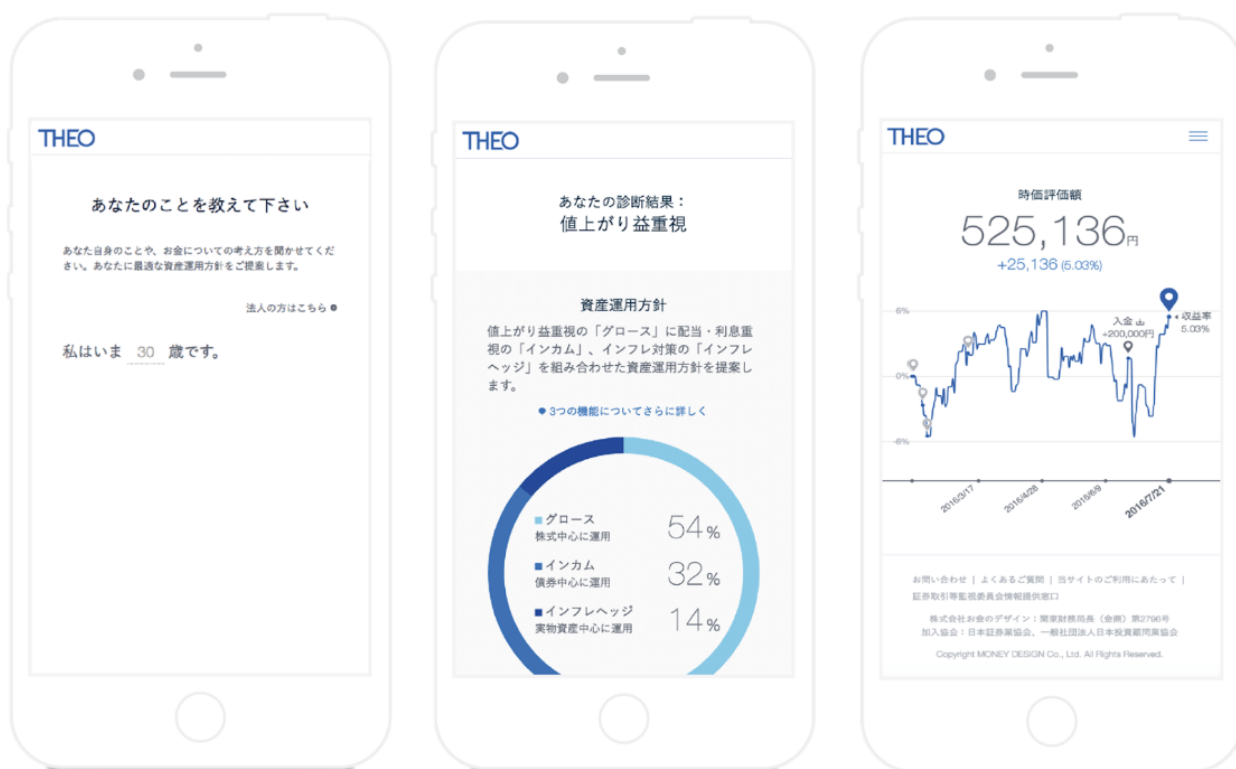 THEO
あなたのことを教えて下さい
あなた自身のことや、お金についての考え方を聞かせてくだ
さい。あなたに最適な資産運用方針をご提案します。
法人の方はこちら
私はいま 30 歳です。
THEO
あなたの診断結果：
値上がり益重視
資産運用方針
値上がり益重視の「グロース」に配当・利息重
視の「インカム」、インフレ対策の「インフレ
ヘッジ」を組み合わせた資産運用方針を提案し
ます。
3つの機能についてさらに詳しく
グロース 54%
株式中心に運用
インカム 32%
債券中心に運用
インフレヘッジ 14%
実物資産中心に運用
THEO
時価評価額
525,136円
+25,136 (5.03%)
6%
0%
-6%
入金
+200,000円
収益率
5.03%
2016/3/17
2016/4/28
2016/6/9
2016/7/21
お問い合わせ | よくあるご質問 | 当サイトのご利用にあたって |
証券取引等監視委員会情報提供窓口
株式会社お金のデザイン：関東財務局長（金商）第2796号
加入協会：日本証券業協会、一般社団法人日本投資顧問業協会
Copyright MONEY DESIGN Co., Ltd. All Rights Reserved.